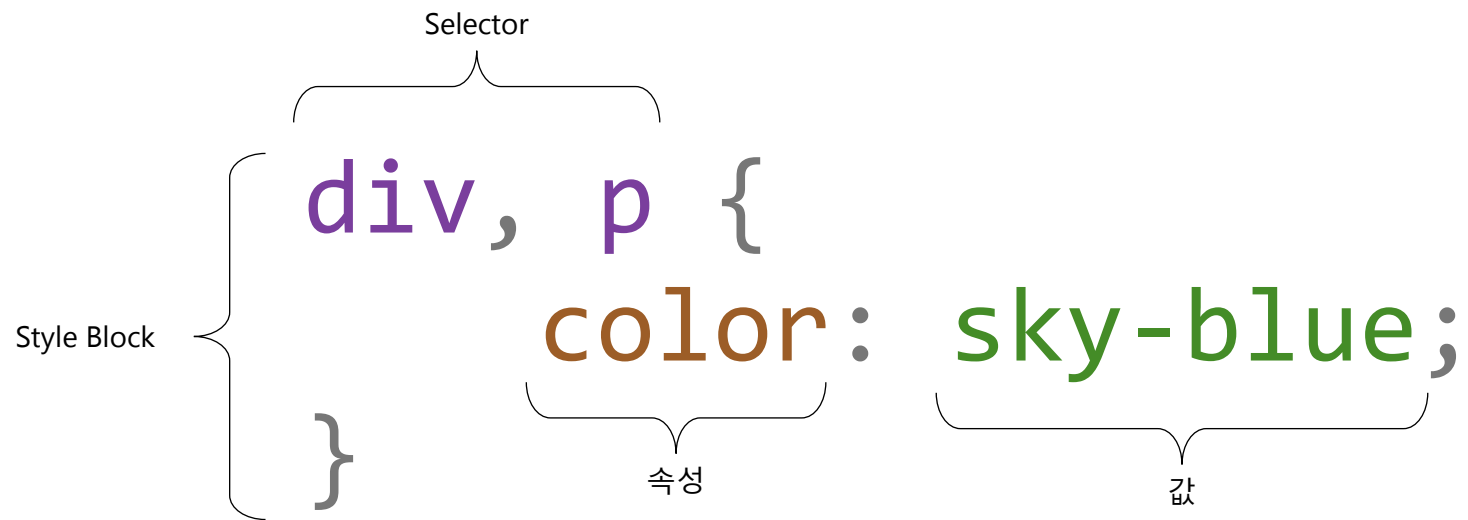 Selector
div, p {
Style Block
color: sky-blue;
}
속성
값